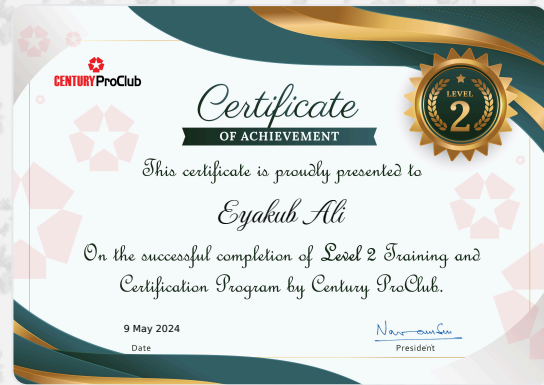 CENTURY ProClub
LEVEL
2
Certificate
OF ACHIEVEMENT
This certificate is proudly presented to
Eyakub Ali
On the successful completion of Level 2 Training and
Certification Program by Century ProClub.
9 May 2024
Date
President